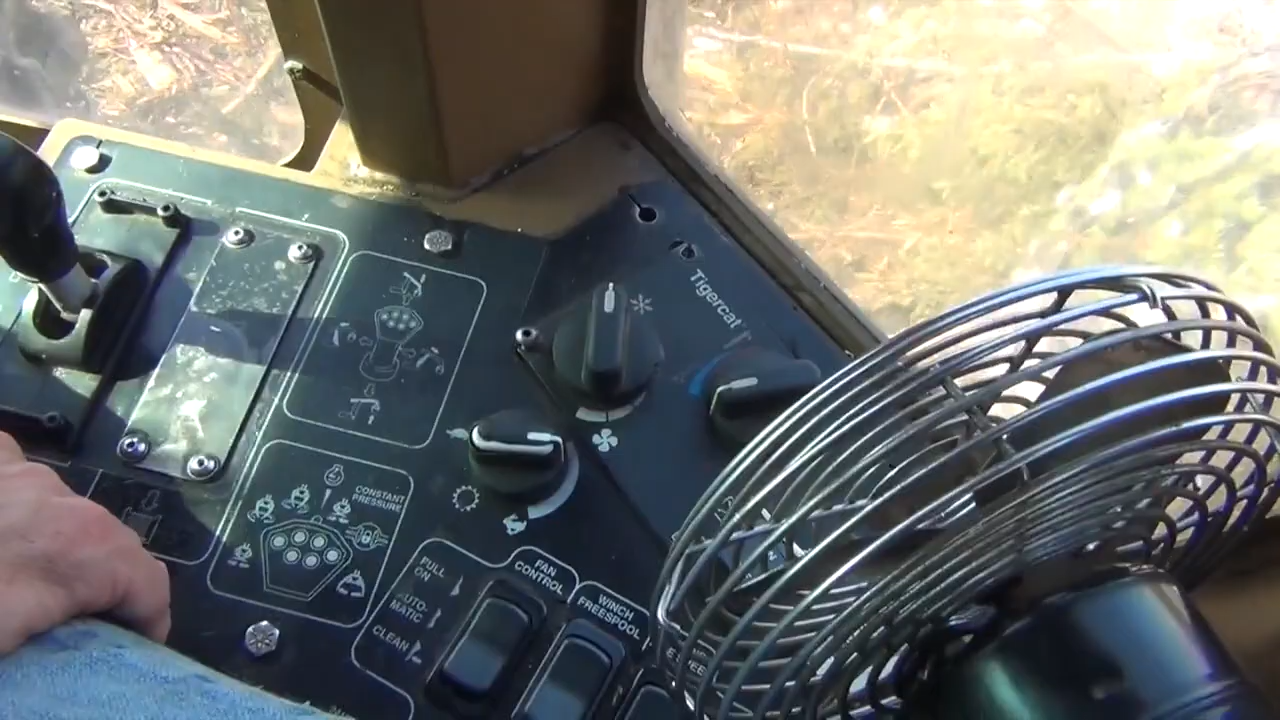 Tigercat
CONSTANT
PRESSURE
PULL
ON
AUTO-
MATIC
CLEAN
FAN
CONTROL
WINCH
FREESPOOL